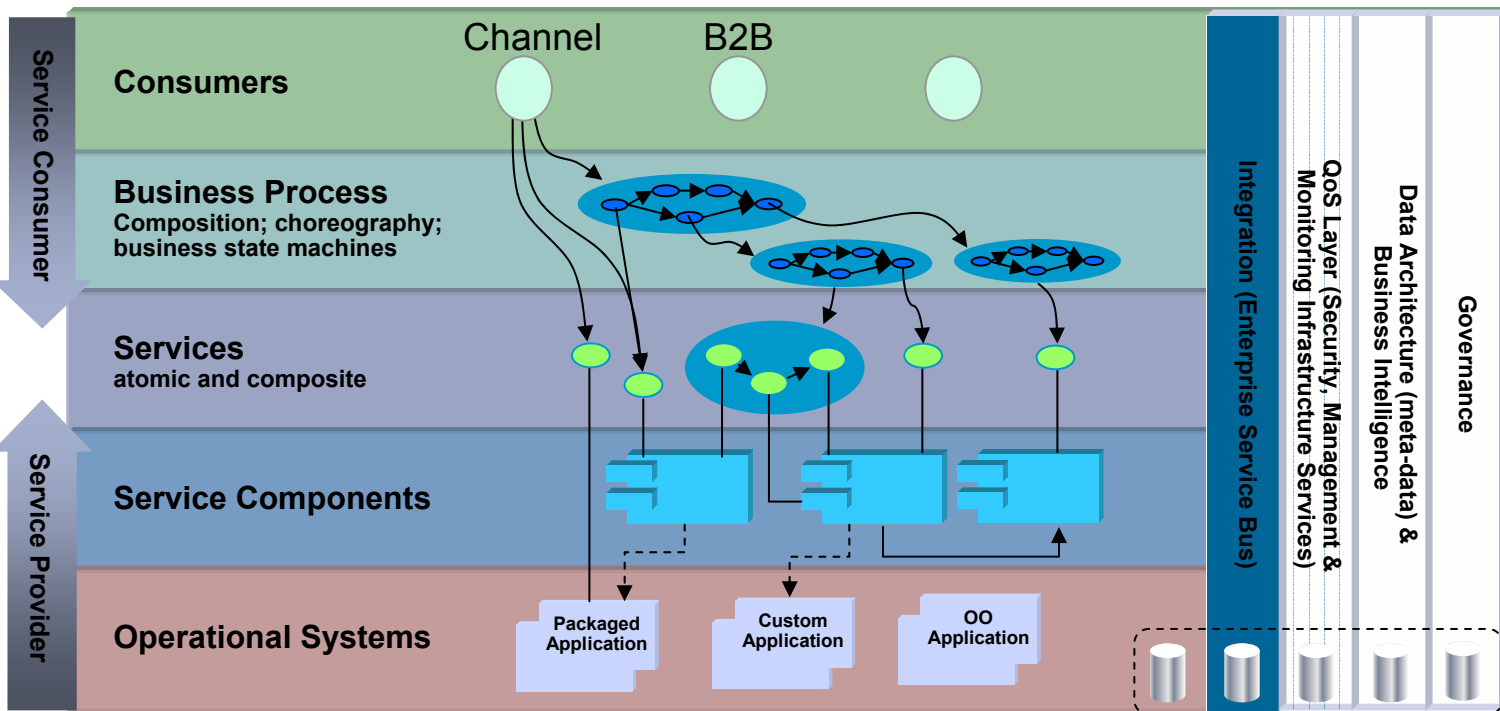 Channel
B2B
Consumers
Business Process
Composition; choreography;
business state machines
Services
atomic and composite
Service Components
Operational Systems
Packaged
Application
Custom
Application
OO
Application
Service Consumer
Service Provider
Integration (Enterprise Service Bus)
QoS Layer (Security, Management &
Monitoring Infrastructure Services)
Data Architecture (meta-data) &
Business Intelligence
Governance